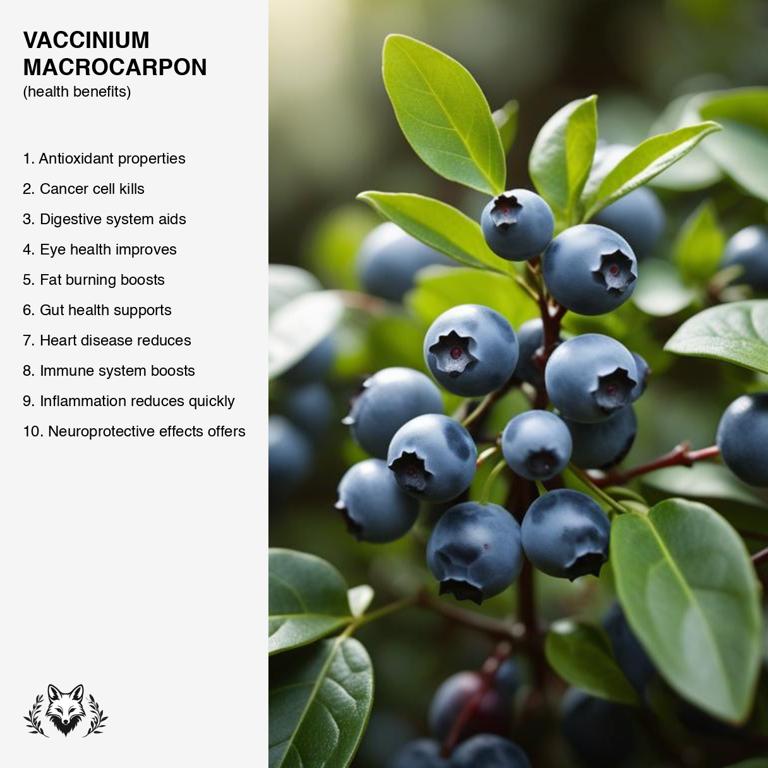 VACCINIUM
MACROCARPON
(health benefits)
1. Antioxidant properties
2. Cancer cell kills
3. Digestive system aids
4. Eye health improves
5. Fat burning boosts
6. Gut health supports
7. Heart disease reduces
8. Immune system boosts
9. Inflammation reduces quickly
10. Neuroprotective effects offers